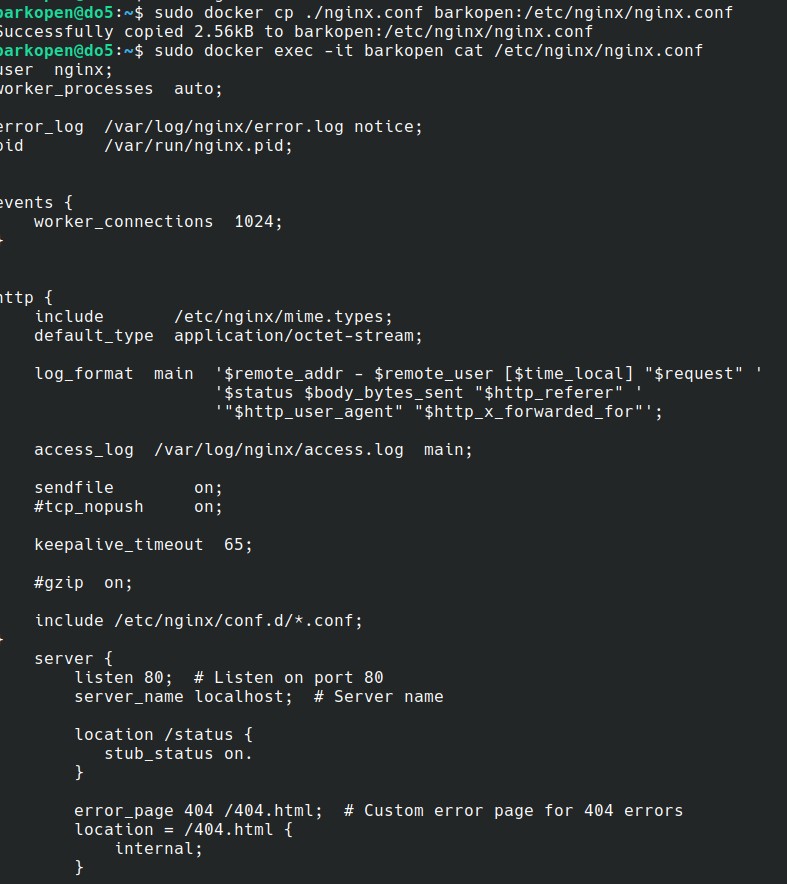 barkopen@do5:~$ sudo docker cp ./nginx.conf barkopen:/etc/nginx/nginx.conf
Successfully copied 2.56kB to barkopen:/etc/nginx/nginx.conf
barkopen@do5:~$ sudo docker exec -it barkopen cat /etc/nginx/nginx.conf
user  nginx;
worker_processes  auto;
error_log  /var/log/nginx/error.log notice;
pid        /var/run/nginx.pid;
events {
    worker_connections  1024;
}
http {
    include       /etc/nginx/mime.types;
    default_type  application/octet-stream;
    log_format  main  '$remote_addr - $remote_user [$time_local] "$request" '
                      '$status $body_bytes_sent "$http_referer" '
                      '"$http_user_agent" "$http_x_forwarded_for"';
    access_log  /var/log/nginx/access.log  main;
    sendfile        on;
    #tcp_nopush     on;
    keepalive_timeout  65;
    #gzip  on;
    include /etc/nginx/conf.d/*.conf;
}
    server {
        listen 80;  # Listen on port 80
        server_name localhost;  # Server name
        location /status {
           stub_status on.
        }
        error_page 404 /404.html;  # Custom error page for 404 errors
        location = /404.html {
            internal;
        }